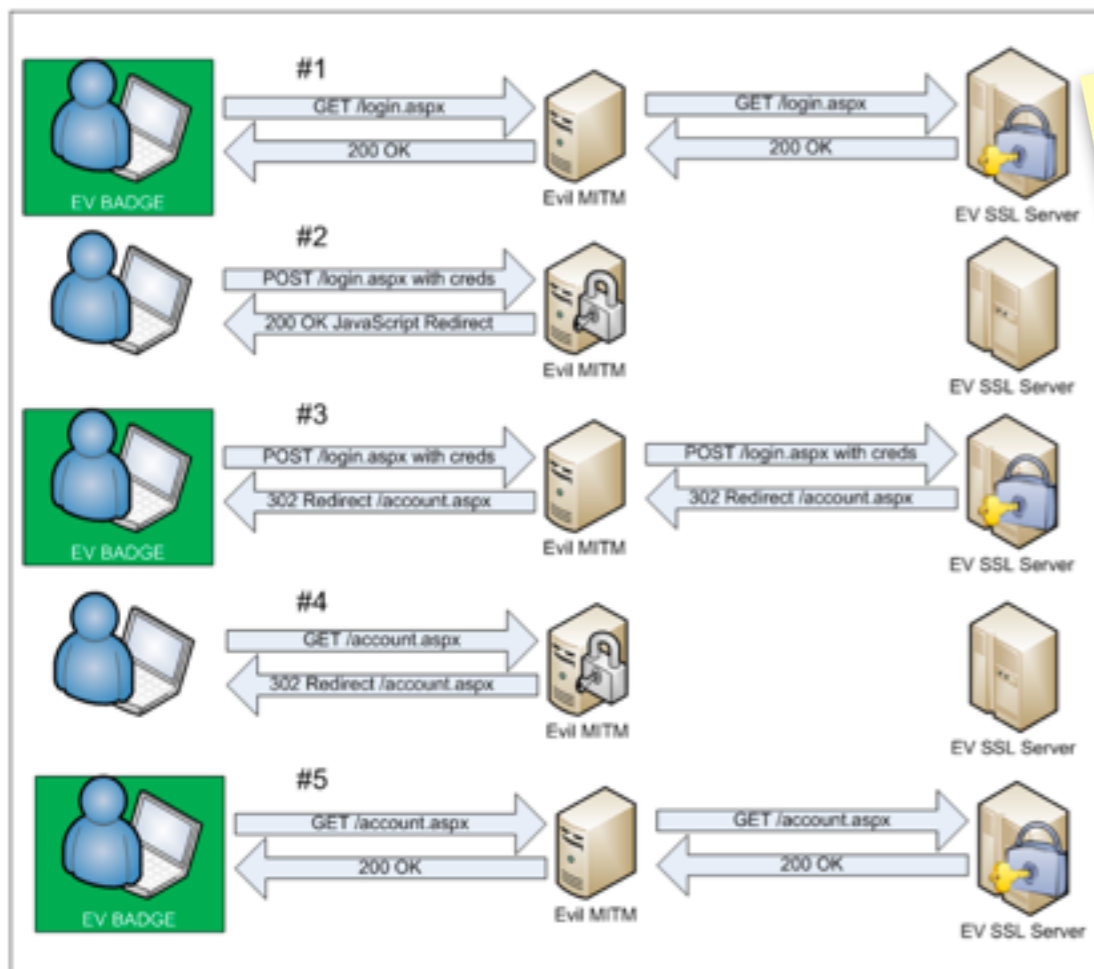 #1
GET /login.aspx
GET /login.aspx
200 OK
200 OK
EV BADGE
Evil MITM
EV SSL Server
#2
POST /login.aspx with creds
200 OK JavaScript Redirect
Evil MITM
EV SSL Server
#3
POST /login.aspx with creds
POST /login.aspx with creds
302 Redirect /account.aspx
302 Redirect /account.aspx
EV BADGE
Evil MITM
EV SSL Server
#4
GET /account.aspx
302 Redirect /account.aspx
Evil MITM
EV SSL Server
#5
GET /account.aspx
GET /account.aspx
200 OK
200 OK
EV BADGE
Evil MITM
EV SSL Server